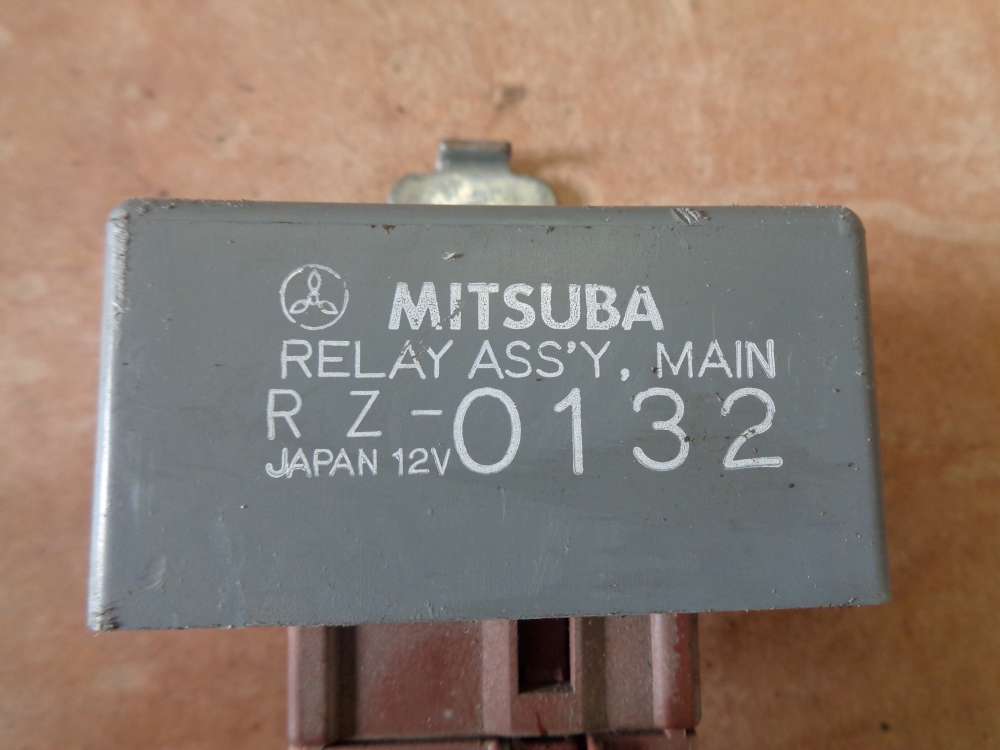 MITSUBA
RELAY ASS'Y, MAIN
R Z-0132
JAPAN 12V